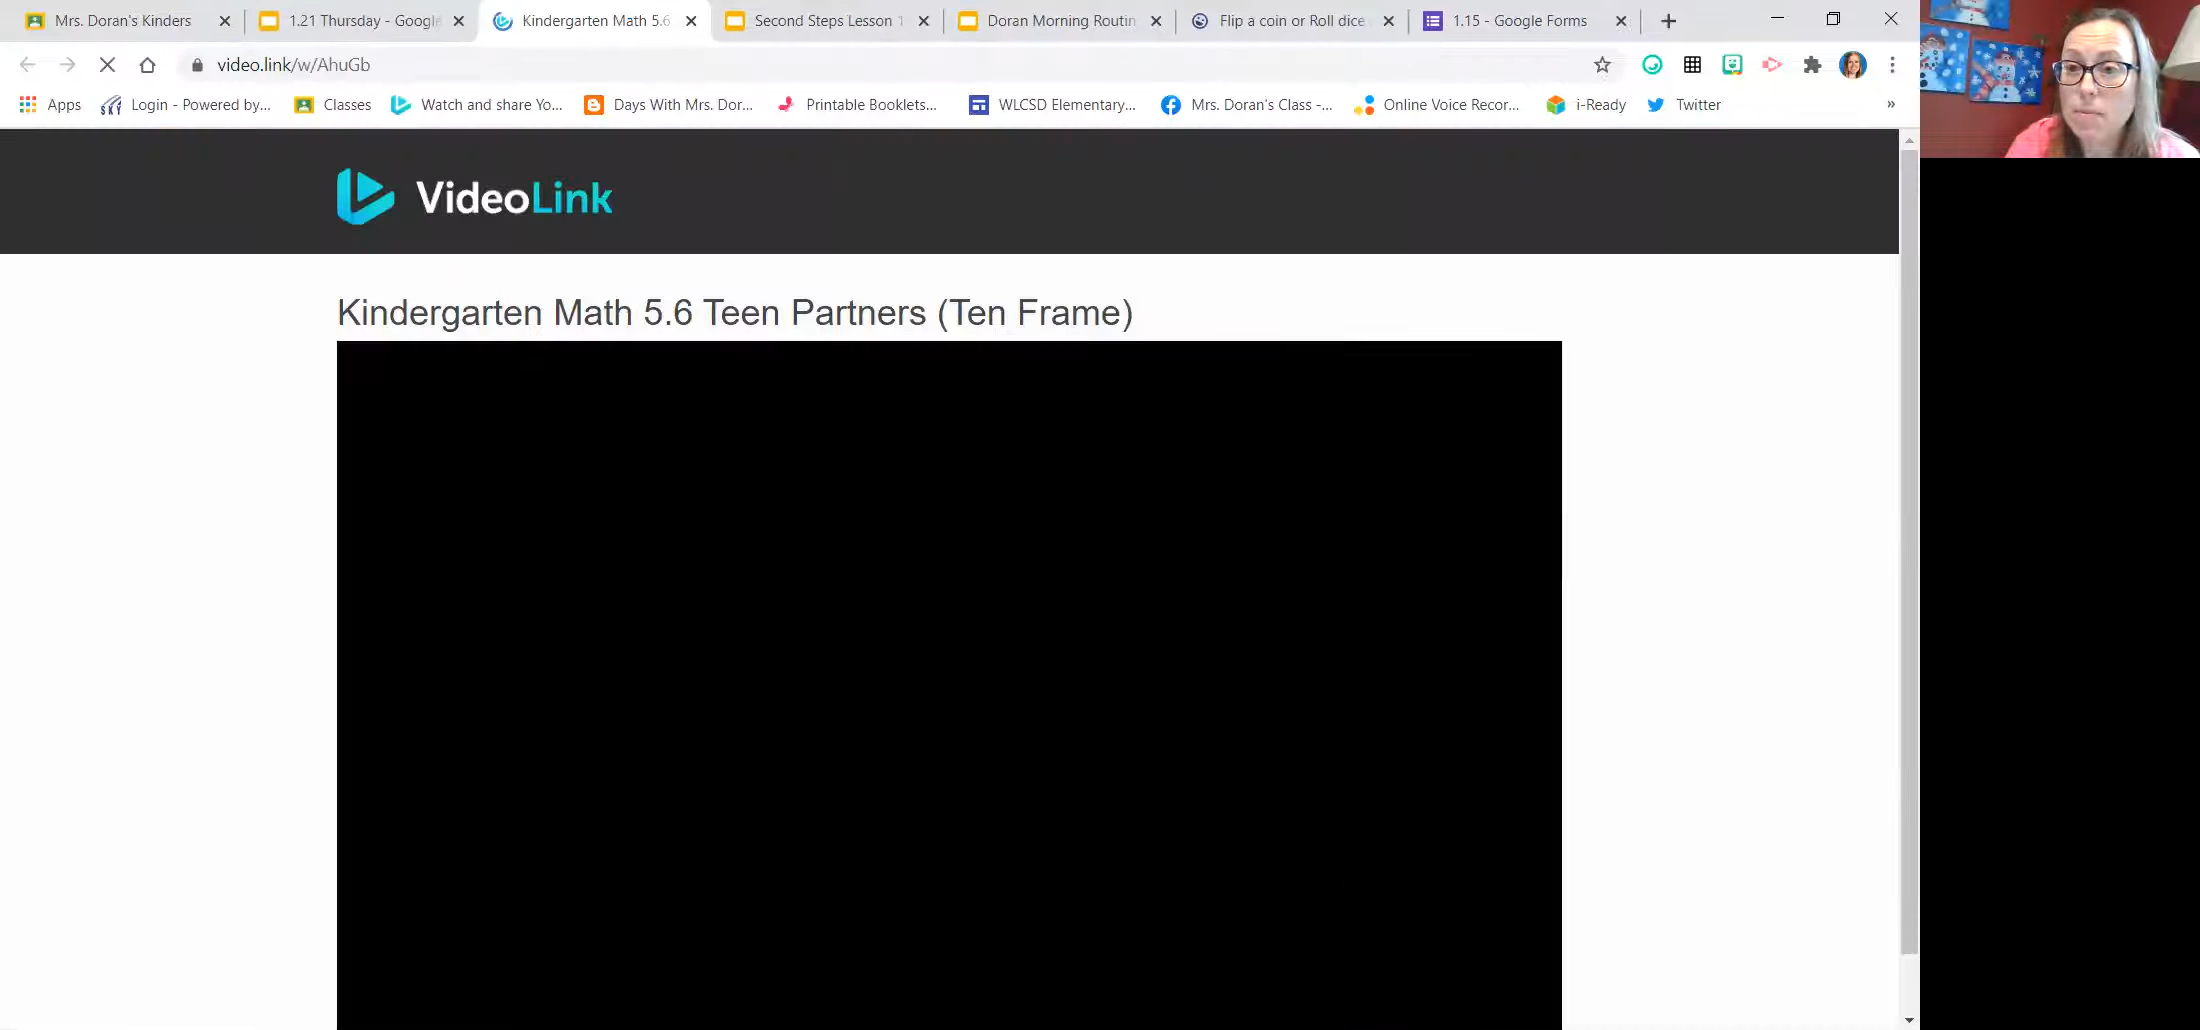 Mrs. Doran's Kinders
1.21 Thursday - Google
Kindergarten Math 5.6
Second Steps Lesson 1
Doran Morning Routin
Flip a coin or Roll dice
1.15 - Google Forms
video.link/w/AhuGb
Apps
Login - Powered by...
Classes
Watch and share Yo...
Days With Mrs. Dor...
Printable Booklets...
WLCSD Elementary...
Mrs. Doran's Class -...
Online Voice Recor...
i-Ready
Twitter
»
VideoLink
Kindergarten Math 5.6 Teen Partners (Ten Frame)